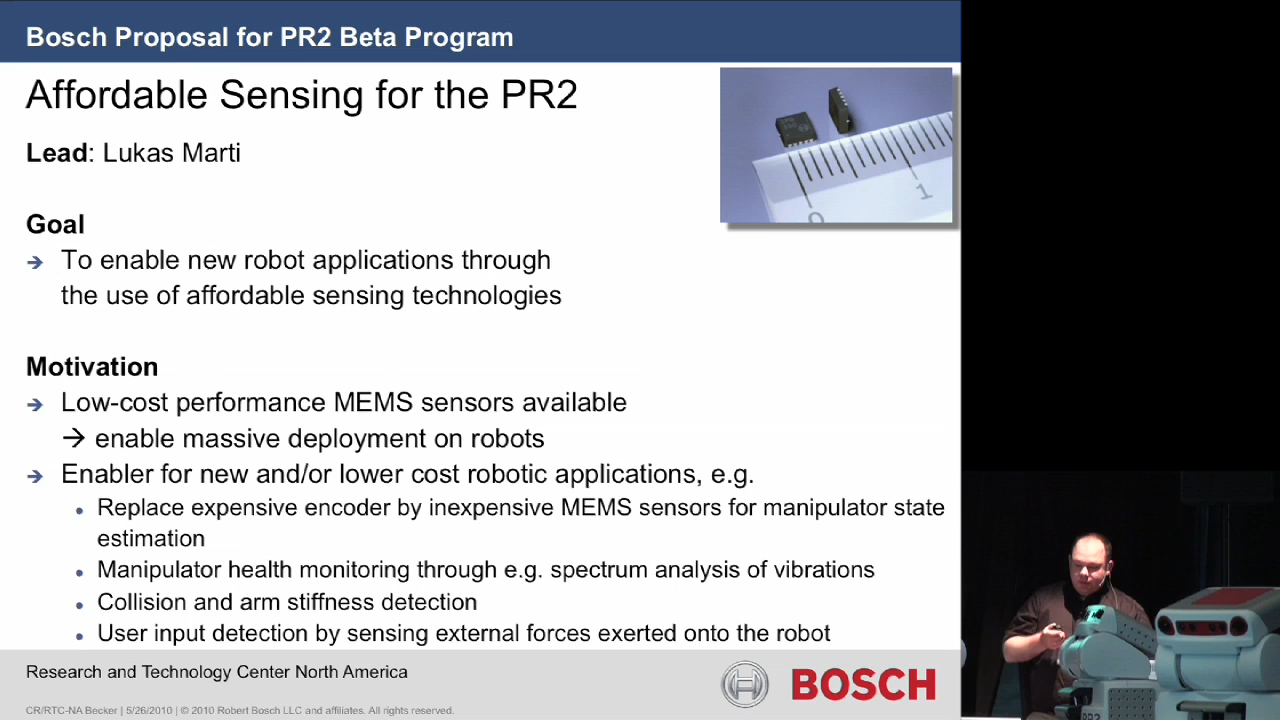 Bosch Proposal for PR2 Beta Program
Affordable Sensing for the PR2
Lead: Lukas Marti
Goal
➔ To enable new robot applications through
the use of affordable sensing technologies
Motivation
➔ Low-cost performance MEMS sensors available
→ enable massive deployment on robots
➔ Enabler for new and/or lower cost robotic applications, e.g.
• Replace expensive encoder by inexpensive MEMS sensors for manipulator state
estimation
• Manipulator health monitoring through e.g. spectrum analysis of vibrations
• Collision and arm stiffness detection
• User input detection by sensing external forces exerted onto the robot
0 1
Research and Technology Center North America
BOSCH
CR/RTC-NA Becker | 5/26/2010 | © 2010 Robert Bosch LLC and affiliates. All rights reserved.
PR2